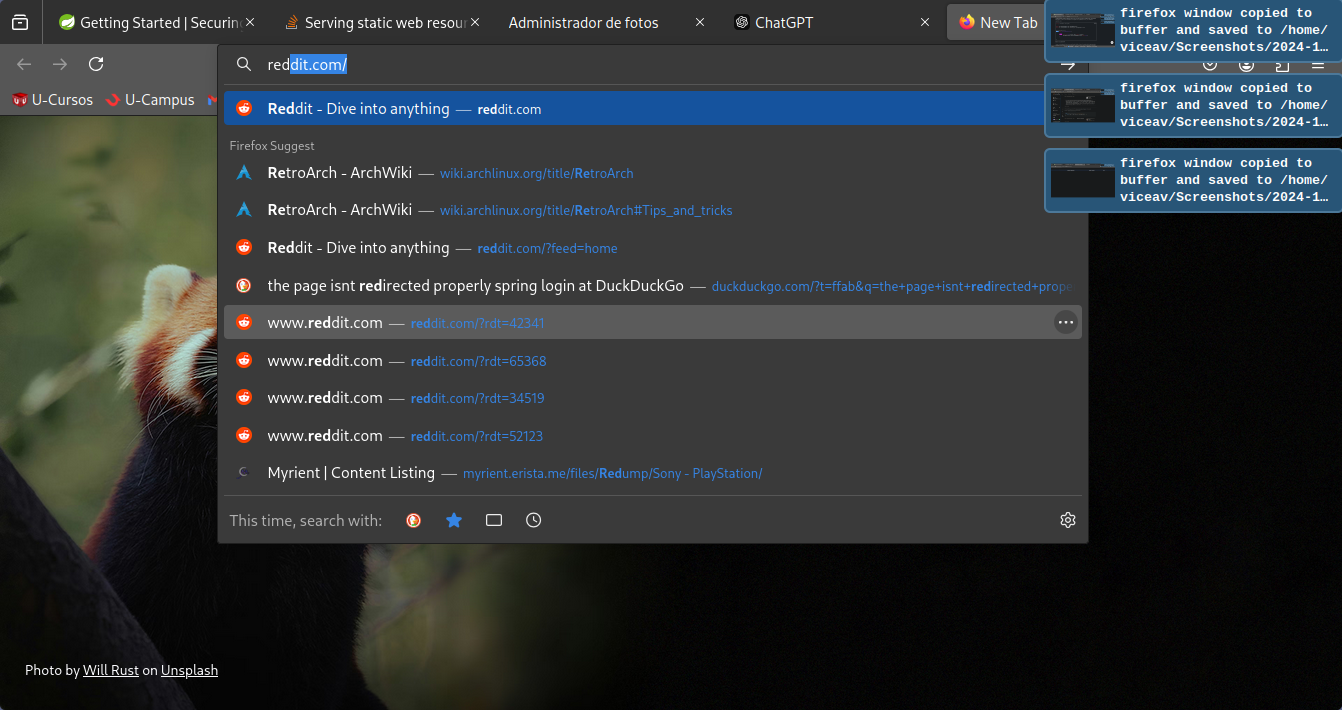 Getting Started | Securin
Serving static web resou
Administrador de fotos
ChatGPT
New Tab
firefox window copied to
buffer and saved to /home/
viceav/Screenshots/2024-1…
reddit.com/
U-Cursos
U-Campus
Reddit - Dive into anything — reddit.com
firefox window copied to
buffer and saved to /home/
viceav/Screenshots/2024-1…
Firefox Suggest
RetroArch - ArchWiki — wiki.archlinux.org/title/RetroArch
RetroArch - ArchWiki — wiki.archlinux.org/title/RetroArch#Tips_and_tricks
firefox window copied to
buffer and saved to /home/
viceav/Screenshots/2024-1…
Reddit - Dive into anything — reddit.com/?feed=home
the page isnt redirected properly spring login at DuckDuckGo — duckduckgo.com/?t=ffab&q=the+page+isnt+redirected+prope
www.reddit.com — reddit.com/?rdt=42341
www.reddit.com — reddit.com/?rdt=65368
www.reddit.com — reddit.com/?rdt=34519
www.reddit.com — reddit.com/?rdt=52123
Myrient | Content Listing — myrient.erista.me/files/Redump/Sony - PlayStation/
This time, search with:
Photo by Will Rust on Unsplash